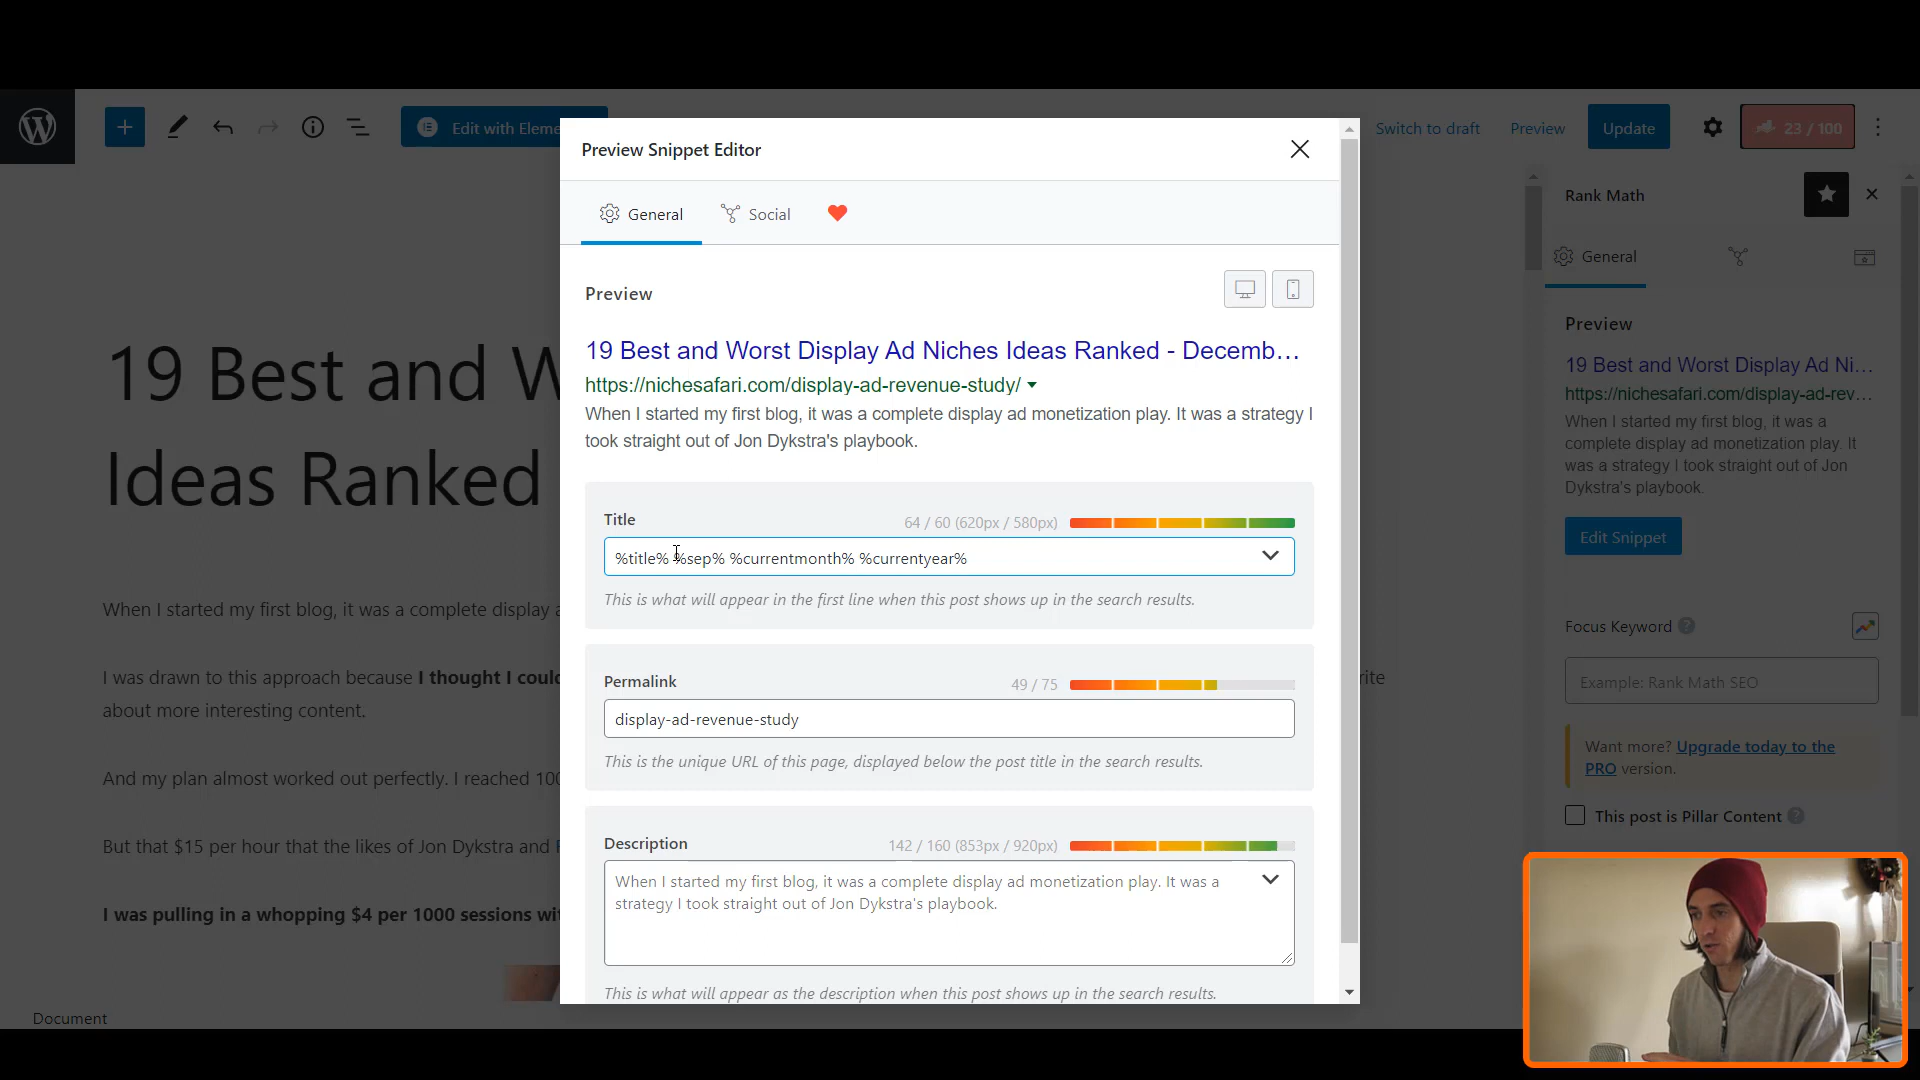 Edit with Eleme
Switch to draft
Preview
Update
23 / 100
19 Best and W
Ideas Ranked
When I started my first blog, it was a complete display a
I was drawn to this approach because I thought I could
rite
about more interesting content.
And my plan almost worked out perfectly. I reached 100
But that $15 per hour that the likes of Jon Dykstra and
I was pulling in a whopping $4 per 1000 sessions wi
Document
Preview Snippet Editor
General
Social
Preview
19 Best and Worst Display Ad Niches Ideas Ranked - Decemb...
https://nichesafari.com/display-ad-revenue-study/
When I started my first blog, it was a complete display ad monetization play. It was a strategy I
took straight out of Jon Dykstra's playbook.
Title
64 / 60 (620px / 580px)
%title% %sep% %currentmonth% %currentyear%
This is what will appear in the first line when this post shows up in the search results.
Permalink
49 / 75
display-ad-revenue-study
This is the unique URL of this page, displayed below the post title in the search results.
Description
142 / 160 (853px / 920px)
When I started my first blog, it was a complete display ad monetization play. It was a
strategy I took straight out of Jon Dykstra's playbook.
This is what will appear as the description when this post shows up in the search results.
Rank Math
General
Preview
19 Best and Worst Display Ad Ni...
https://nichesafari.com/display-ad-rev...
When I started my first blog, it was a
complete display ad monetization play. It
was a strategy I took straight out of Jon
Dykstra's playbook.
Edit Snippet
Focus Keyword
Example: Rank Math SEO
Want more? Upgrade today to the
PRO version.
This post is Pillar Content